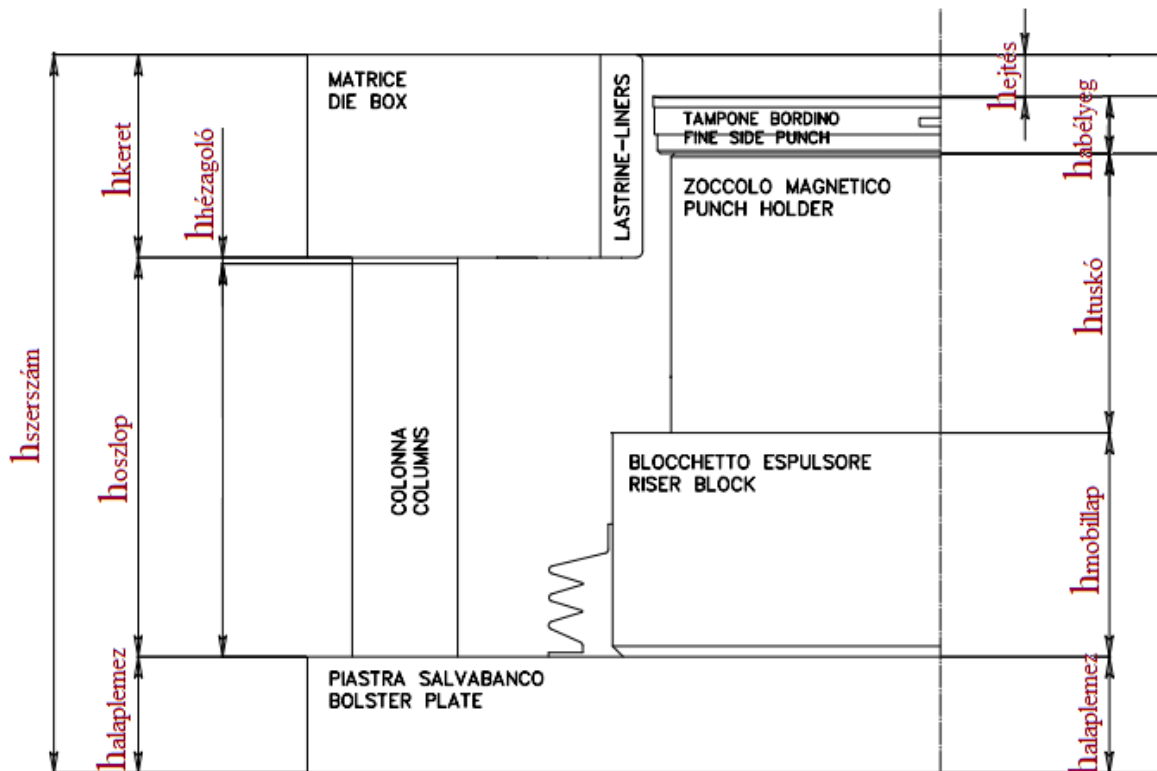 MATRICE
DIE BOX
LASTRINE-LINERS
TAMPONE BORDINO
FINE SIDE PUNCH
ZOCCOLO MAGNETICO
PUNCH HOLDER
COLONNA
COLUMNS
BLOCCHETTO ESPULSORE
RISER BLOCK
PIASTRA SALVABANCO
BOLSTER PLATE
hszerszám
hkeret
hhézagoló
hoszlop
halaplemez
hejtés
habélyeg
htuskó
hmobillap
halaplemez